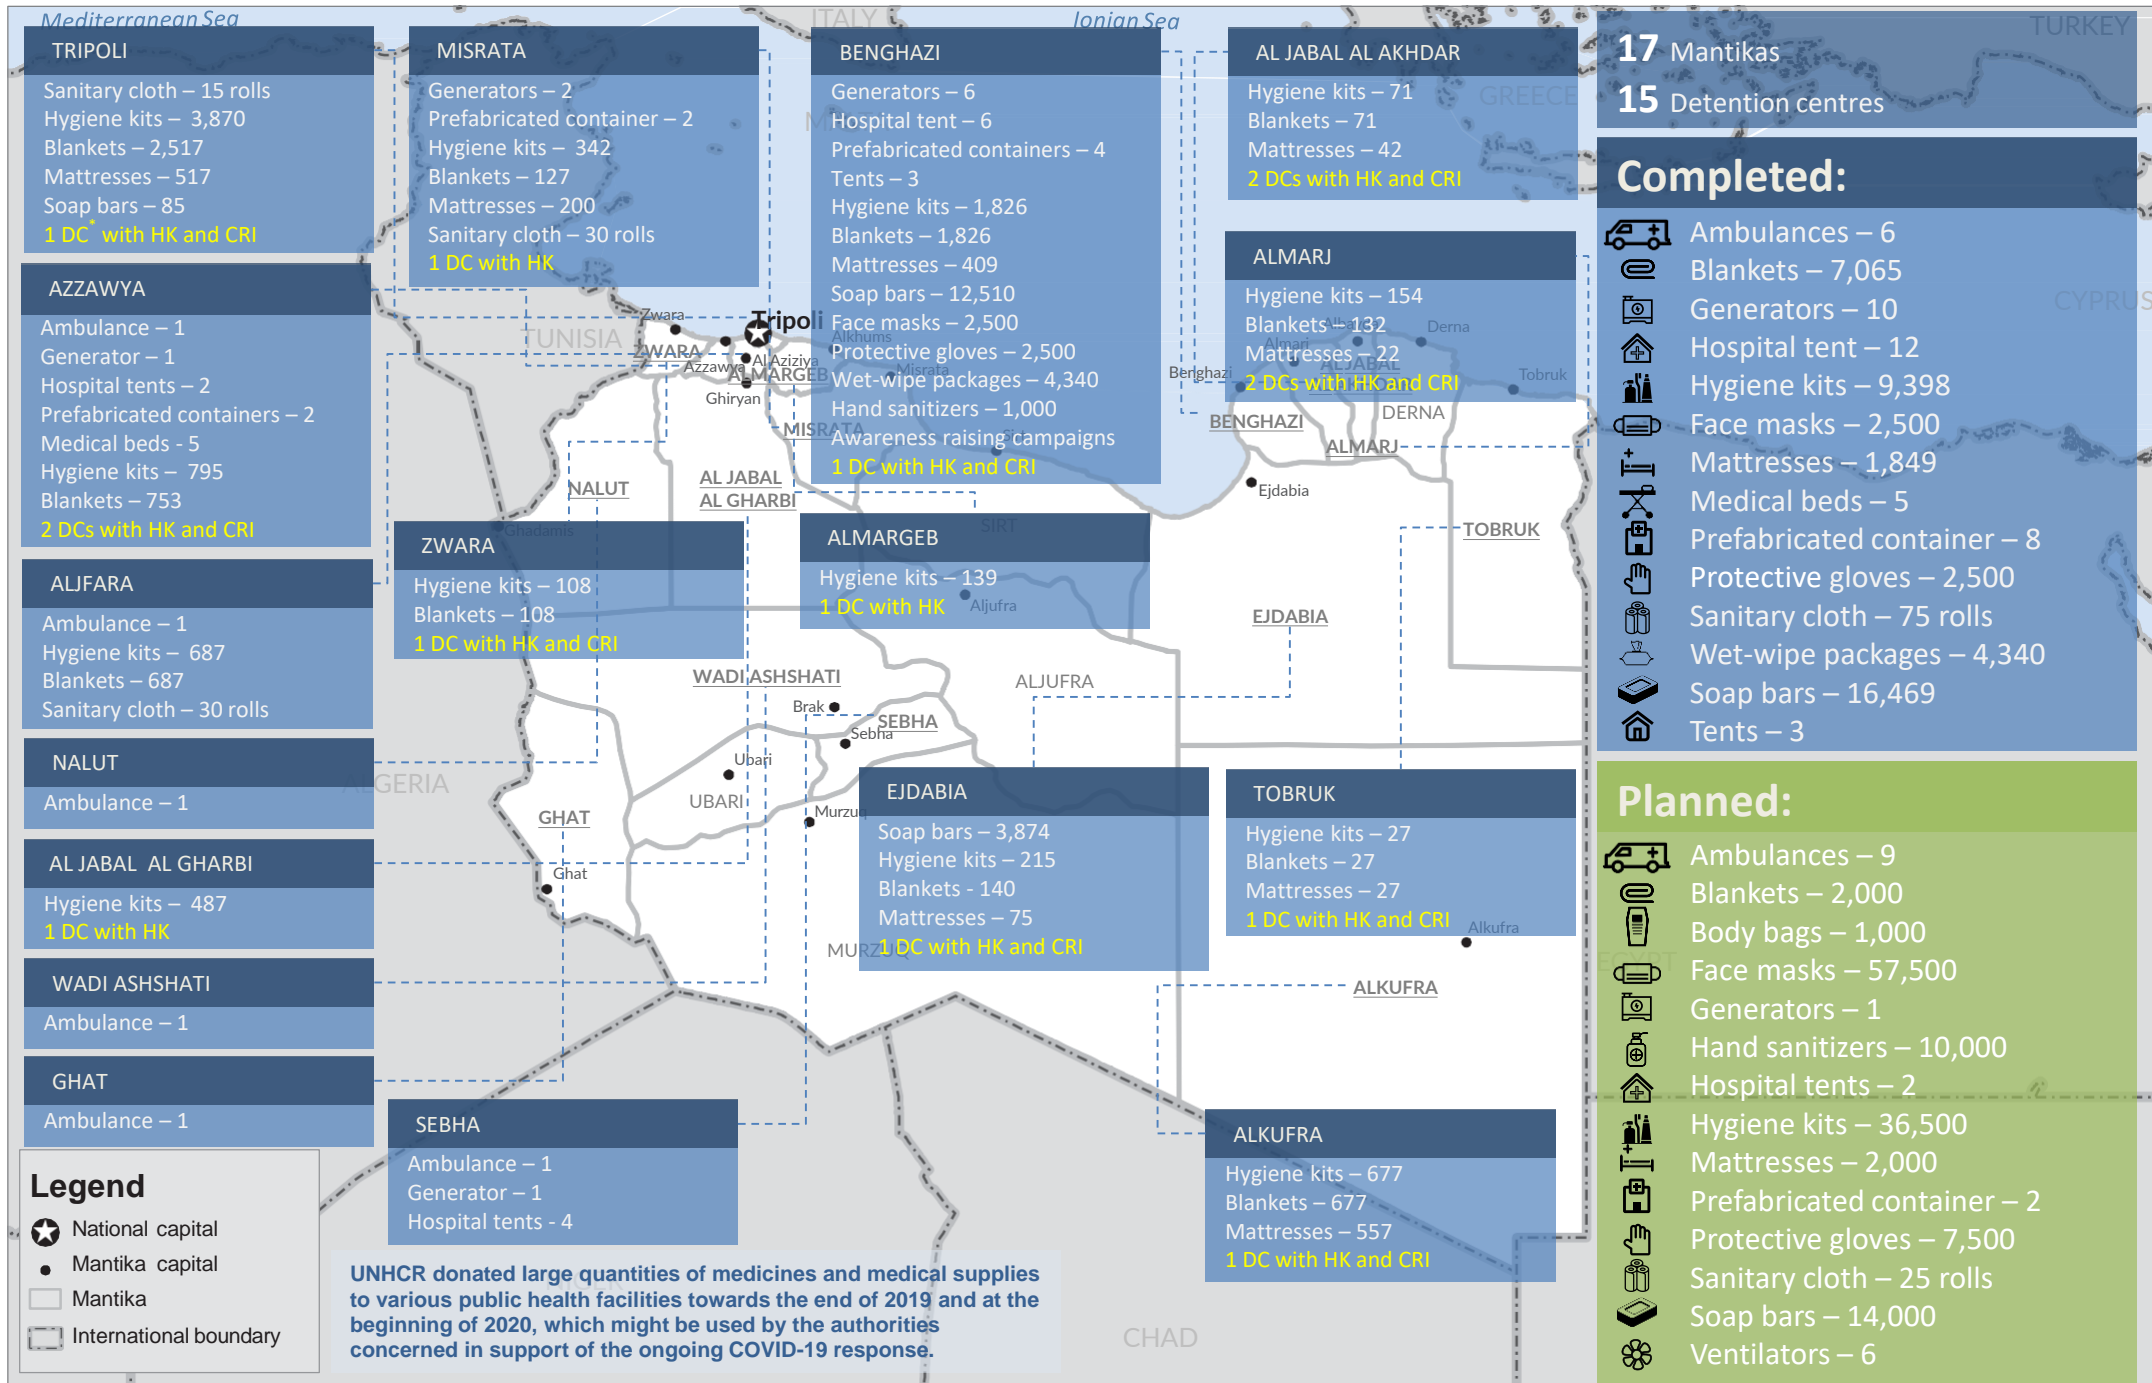 Mediterranean Sea
ITALY
Ionian Sea
TURKEY
GREECE
CYPRUS
TUNISIA
ALGERIA
EGYPT
NIGER
CHAD
TRIPOLI
Sanitary cloth – 15 rolls
Hygiene kits – 3,870
Blankets – 2,517
Mattresses – 517
Soap bars – 85
1 DC* with HK and CRI
MISRATA
Generators – 2
Prefabricated container – 2
Hygiene kits – 342
Blankets – 127
Mattresses – 200
Sanitary cloth – 30 rolls
1 DC with HK
BENGHAZI
Generators – 6
Hospital tent – 6
Prefabricated containers – 4
Tents – 3
Hygiene kits – 1,826
Blankets – 1,826
Mattresses – 409
Soap bars – 12,510
Face masks – 2,500
Protective gloves – 2,500
Wet-wipe packages – 4,340
Hand sanitizers – 1,000
Awareness raising campaigns
1 DC with HK and CRI
AL JABAL AL AKHDAR
Hygiene kits – 71
Blankets – 71
Mattresses – 42
2 DCs with HK and CRI
ALMARJ
Hygiene kits – 154
Blankets – 132
Mattresses – 22
2 DCs with HK and CRI
AZZAWYA
Ambulance – 1
Generator – 1
Hospital tents – 2
Prefabricated containers – 2
Medical beds - 5
Hygiene kits – 795
Blankets – 753
2 DCs with HK and CRI
ALJFARA
Ambulance – 1
Hygiene kits – 687
Blankets – 687
Sanitary cloth – 30 rolls
NALUT
Ambulance – 1
AL JABAL AL GHARBI
Hygiene kits – 487
1 DC with HK
WADI ASHSHATI
Ambulance – 1
GHAT
Ambulance – 1
ZWARA
Hygiene kits – 108
Blankets – 108
1 DC with HK and CRI
ALMARGEB
Hygiene kits – 139
1 DC with HK
EJDABIA
Soap bars – 3,874
Hygiene kits – 215
Blankets - 140
Mattresses – 75
1 DC with HK and CRI
TOBRUK
Hygiene kits – 27
Blankets – 27
Mattresses – 27
1 DC with HK and CRI
SEBHA
Ambulance – 1
Generator – 1
Hospital tents - 4
ALKUFRA
Hygiene kits – 677
Blankets – 677
Mattresses – 557
1 DC with HK and CRI
Zwara
Tripoli
Alkhums
ZWARA
Azzawya
Al Aziziya
ALMARGEB
Misrata
Ghiryan
MISRATA
Sirt
NALUT
AL JABAL
AL GHARBI
Ghadamis
SIRT
Aljufra
Benghazi
Almarj
Derna
Tobruk
ALJABAL
DERNA
BENGHAZI
ALMARJ
Ejdabia
TOBRUK
EJDABIA
WADI ASHSHATI
ALJUFRA
Brak
SEBHA
Sebha
Ubari
UBARI
Murzuq
GHAT
Ghat
MURZUQ
Alkufra
ALKUFRA
17 Mantikas
15 Detention centres
Completed:
Ambulances – 6
Blankets – 7,065
Generators – 10
Hospital tent – 12
Hygiene kits – 9,398
Face masks – 2,500
Mattresses – 1,849
Medical beds – 5
Prefabricated container – 8
Protective gloves – 2,500
Sanitary cloth – 75 rolls
Wet-wipe packages – 4,340
Soap bars – 16,469
Tents – 3
Planned:
Ambulances – 9
Blankets – 2,000
Body bags – 1,000
Face masks – 57,500
Generators – 1
Hand sanitizers – 10,000
Hospital tents – 2
Hygiene kits – 36,500
Mattresses – 2,000
Prefabricated container – 2
Protective gloves – 7,500
Sanitary cloth – 25 rolls
Soap bars – 14,000
Ventilators – 6
Legend
National capital
Mantika capital
Mantika
International boundary
UNHCR donated large quantities of medicines and medical supplies
to various public health facilities towards the end of 2019 and at the
beginning of 2020, which might be used by the authorities
concerned in support of the ongoing COVID-19 response.